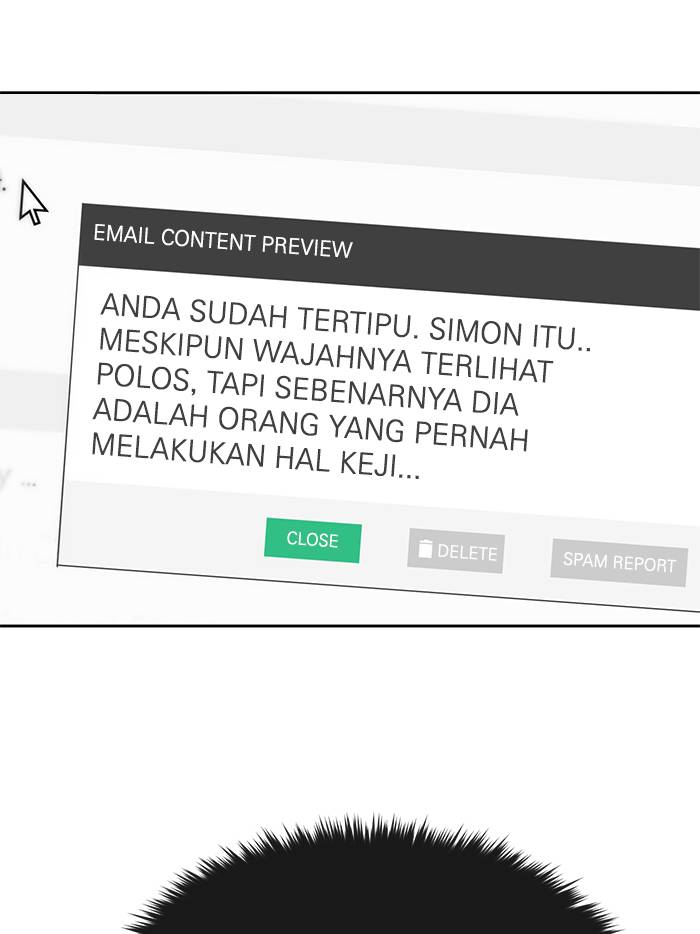 EMAIL CONTENT PREVIEW
ANDA SUDAH TERTIPU. SIMON ITU..
MESKIPUN WAJAHNYA TERLIHAT
POLOS, TAPI SEBENARNYA DIA
ADALAH ORANG YANG PERNAH
MELAKUKAN HAL KEJI...
CLOSE
DELETE
SPAM REPORT